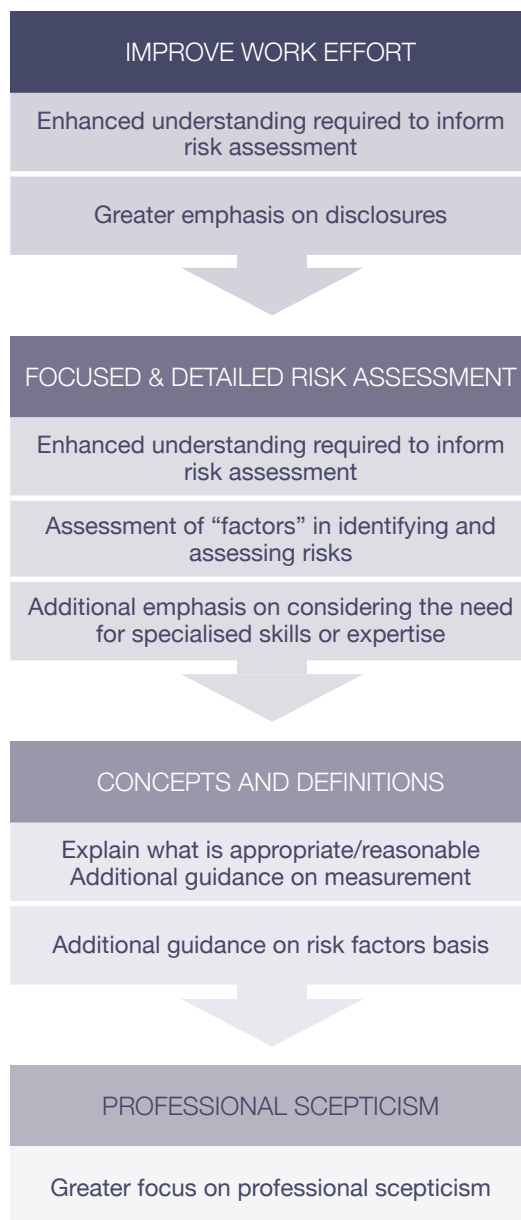 IMPROVE WORK EFFORT
Enhanced understanding required to inform
risk assessment
Greater emphasis on disclosures
FOCUSED & DETAILED RISK ASSESSMENT
Enhanced understanding required to inform
risk assessment
Assessment of “factors” in identifying and
assessing risks
Additional emphasis on considering the need
for specialised skills or expertise
CONCEPTS AND DEFINITIONS
Explain what is appropriate/reasonable
Additional guidance on measurement
Additional guidance on risk factors basis
PROFESSIONAL SCEPTICISM
Greater focus on professional scepticism